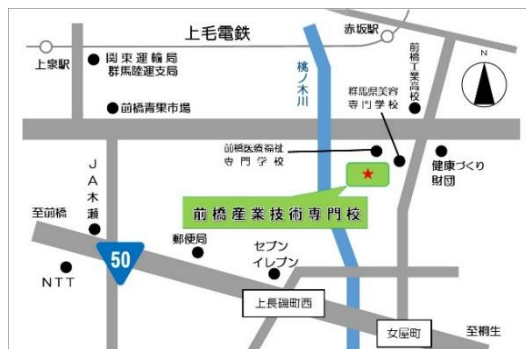 上毛電鉄
赤坂駅
上泉駅
関東運輸局
群馬陸運支局
桃ノ木川
前橋工業高校
N
群馬県美容
専門学校
前橋青果市場
前橋医療福祉
専門学校
健康づくり
財団
JA木瀬
至前橋
前橋産業技術専門校
50
郵便局
セブン
イレブン
NTT
上長磯町西
女屋町
至桐生